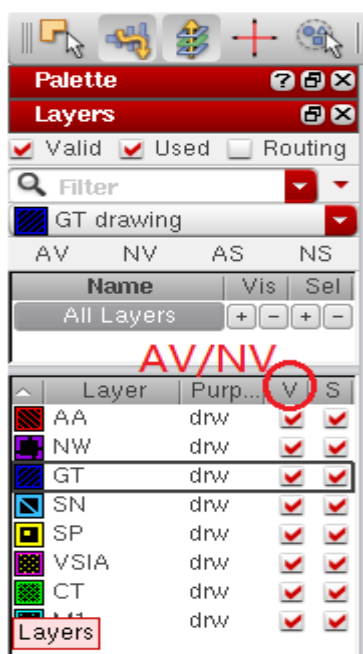 Palette ?
Layers
Valid Used Routing
Filter
GT drawing
AV NV AS NS
Name Vis Sel
All Layers + - + -
AV/NV
Layer Purp... V S
AA drw
NW drw
GT drw
SN drw
SP drw
VSIA drw
CT drw
M1 drw
Layers